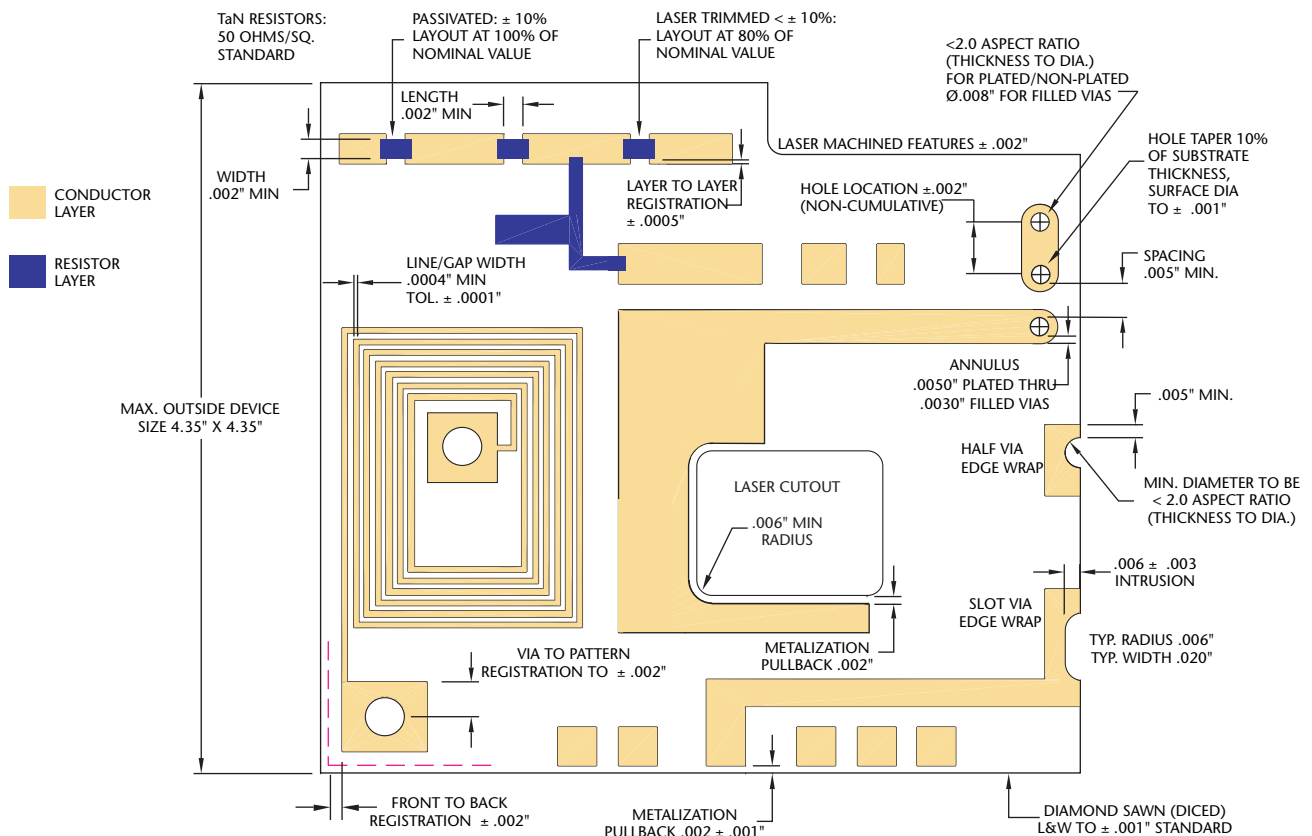 TaN RESISTORS:
50 OHMS/SQ.
STANDARD
PASSIVATED: ± 10%
LAYOUT AT 100% OF
NOMINAL VALUE
LASER TRIMMED < ± 10%:
LAYOUT AT 80% OF
NOMINAL VALUE
<2.0 ASPECT RATIO
(THICKNESS TO DIA.)
FOR PLATED/NON-PLATED
Ø.008" FOR FILLED VIAS
LENGTH
.002" MIN
LASER MACHINED FEATURES ± .002"
HOLE TAPER 10%
OF SUBSTRATE
THICKNESS,
SURFACE DIA
TO ± .001"
WIDTH
.002" MIN
LAYER TO LAYER
REGISTRATION
± .0005"
HOLE LOCATION ±.002"
(NON-CUMULATIVE)
CONDUCTOR
LAYER
RESISTOR
LAYER
LINE/GAP WIDTH
.0004" MIN
TOL. ± .0001"
SPACING
.005" MIN.
ANNULUS
.0050" PLATED THRU
.0030" FILLED VIAS
MAX. OUTSIDE DEVICE
SIZE 4.35" X 4.35"
.005" MIN.
HALF VIA
EDGE WRAP
LASER CUTOUT
.006" MIN
RADIUS
MIN. DIAMETER TO BE
< 2.0 ASPECT RATIO
(THICKNESS TO DIA.)
.006 ± .003
INTRUSION
SLOT VIA
EDGE WRAP
TYP. RADIUS .006"
TYP. WIDTH .020"
VIA TO PATTERN
REGISTRATION TO ± .002"
METALIZATION
PULLBACK .002"
FRONT TO BACK
REGISTRATION ± .002"
METALIZATION
PULLBACK .002 ± .001"
DIAMOND SAWN (DICED)
L&W TO ± .001" STANDARD